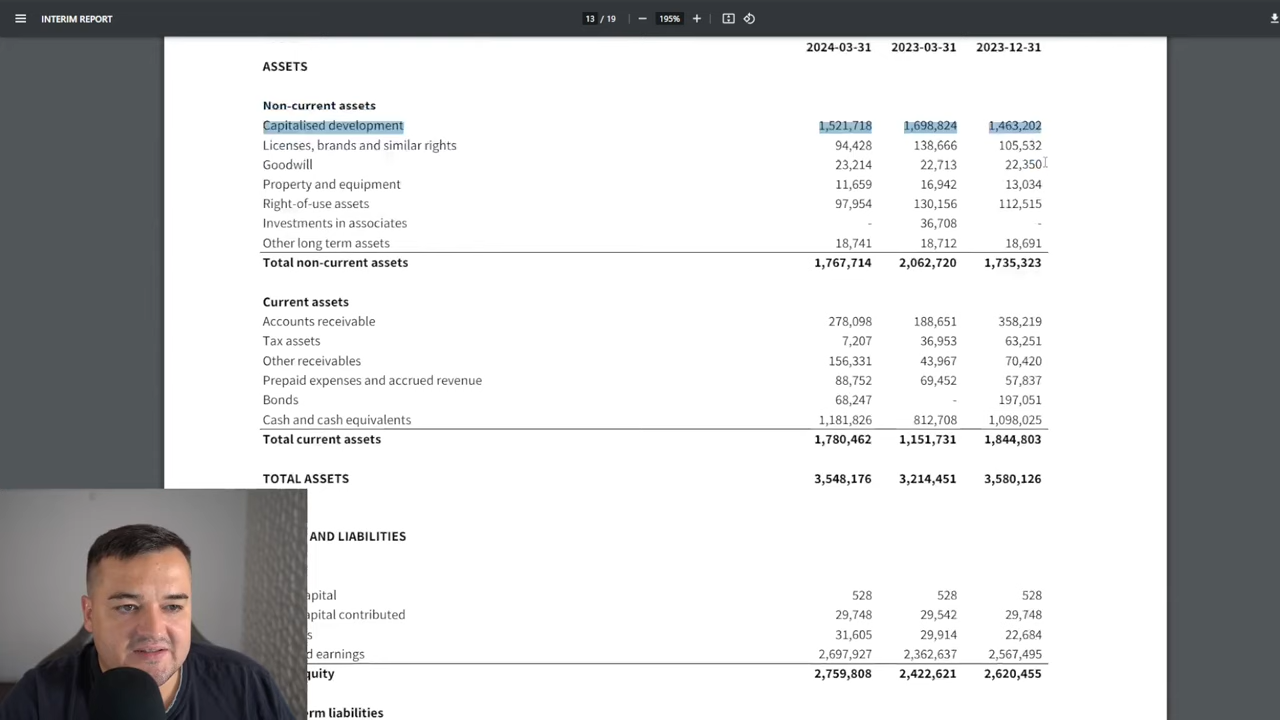 INTERIM REPORT 13 / 19 195%
2024-03-31 2023-03-31 2023-12-31
ASSETS
Non-current assets
Capitalised development 1,521,718 1,698,824 1,463,202
Licenses, brands and similar rights 94,428 138,666 105,532
Goodwill 23,214 22,713 22,350
Property and equipment 11,659 16,942 13,034
Right-of-use assets 97,954 130,156 112,515
Investments in associates - 36,708 -
Other long term assets 18,741 18,712 18,691
Total non-current assets 1,767,714 2,062,720 1,735,323
Current assets
Accounts receivable 278,098 188,651 358,219
Tax assets 7,207 36,953 63,251
Other receivables 156,331 43,967 70,420
Prepaid expenses and accrued revenue 88,752 69,452 57,837
Bonds 68,247 - 197,051
Cash and cash equivalents 1,181,826 812,708 1,098,025
Total current assets 1,780,462 1,151,731 1,844,803
TOTAL ASSETS 3,548,176 3,214,451 3,580,126
AND LIABILITIES
apital 528 528 528
apital contributed 29,748 29,542 29,748
s 31,605 29,914 22,684
d earnings 2,697,927 2,362,637 2,567,495
quity 2,759,808 2,422,621 2,620,455
rm liabilities